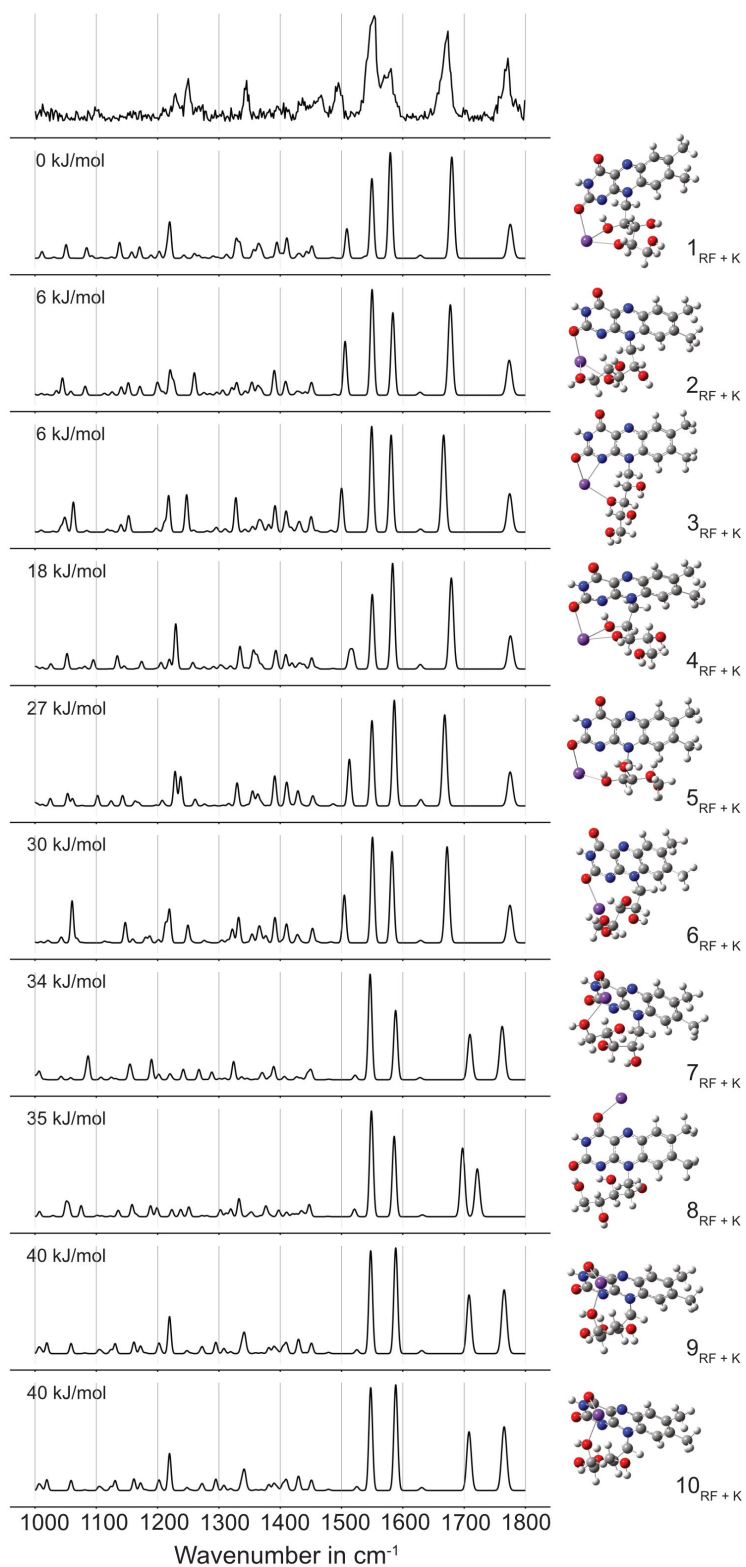 0 kJ/mol
1RF + K
6 kJ/mol
2RF + K
6 kJ/mol
3RF + K
18 kJ/mol
4RF + K
27 kJ/mol
5RF + K
30 kJ/mol
6RF + K
34 kJ/mol
7RF + K
35 kJ/mol
8RF + K
40 kJ/mol
9RF + K
40 kJ/mol
10RF + K
1000 1100 1200 1300 1400 1500 1600 1700 1800
Wavenumber in cm-1